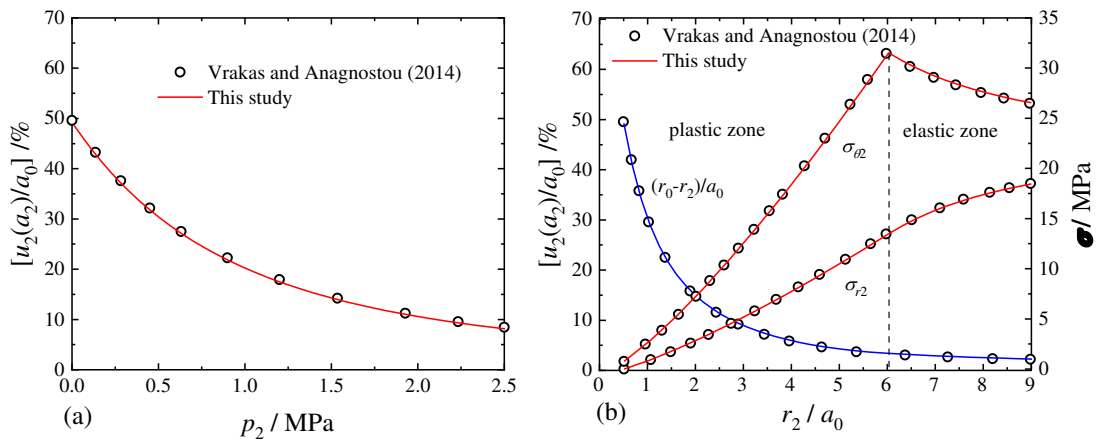 70
60
50
40
30
20
10
0
[u₂(a₂)/a₀] /%
Vrakas and Anagnostou (2014)
This study
0.0 0.5 1.0 1.5 2.0 2.5
(a)
p₂ / MPa
70
60
50
40
30
20
10
0
[u₂(a₂)/a₀] /%
Vrakas and Anagnostou (2014)
This study
plastic zone
elastic zone
σθ2
(r₀-r₂)/a₀
σr2
35
30
25
20
15
10
5
0
σ/ MPa
0 1 2 3 4 5 6 7 8 9
(b)
r₂ / a₀